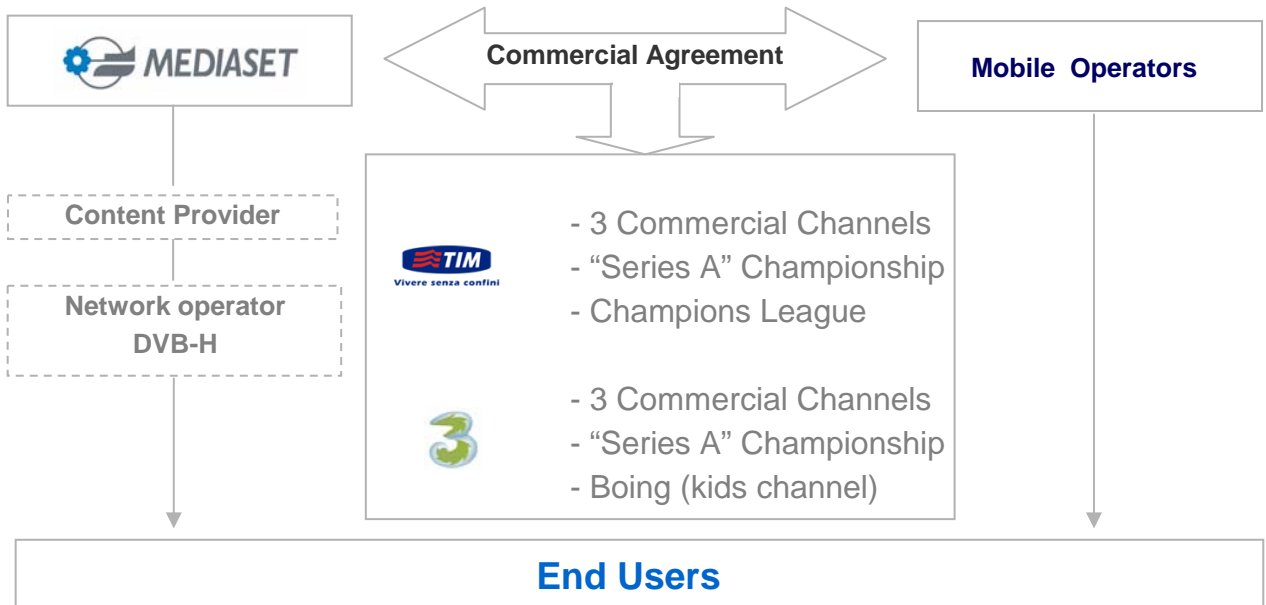 MEDIASET
Commercial Agreement
Mobile Operators
Content Provider
Network operator
DVB-H
TIM
Vivere senza confini
- 3 Commercial Channels
- “Series A” Championship
- Champions League
3
- 3 Commercial Channels
- “Series A” Championship
- Boing (kids channel)
End Users